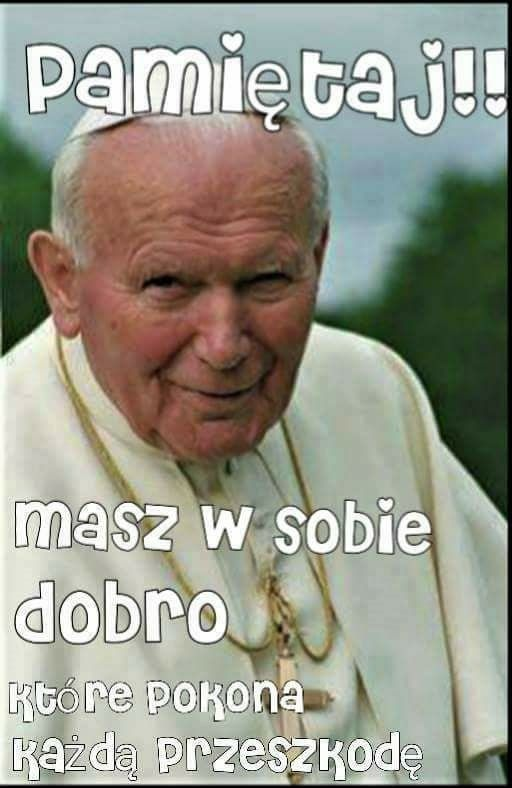 Pamiętaj!!
masz w sobie
dobro
które pokona
każdą przeszkodę